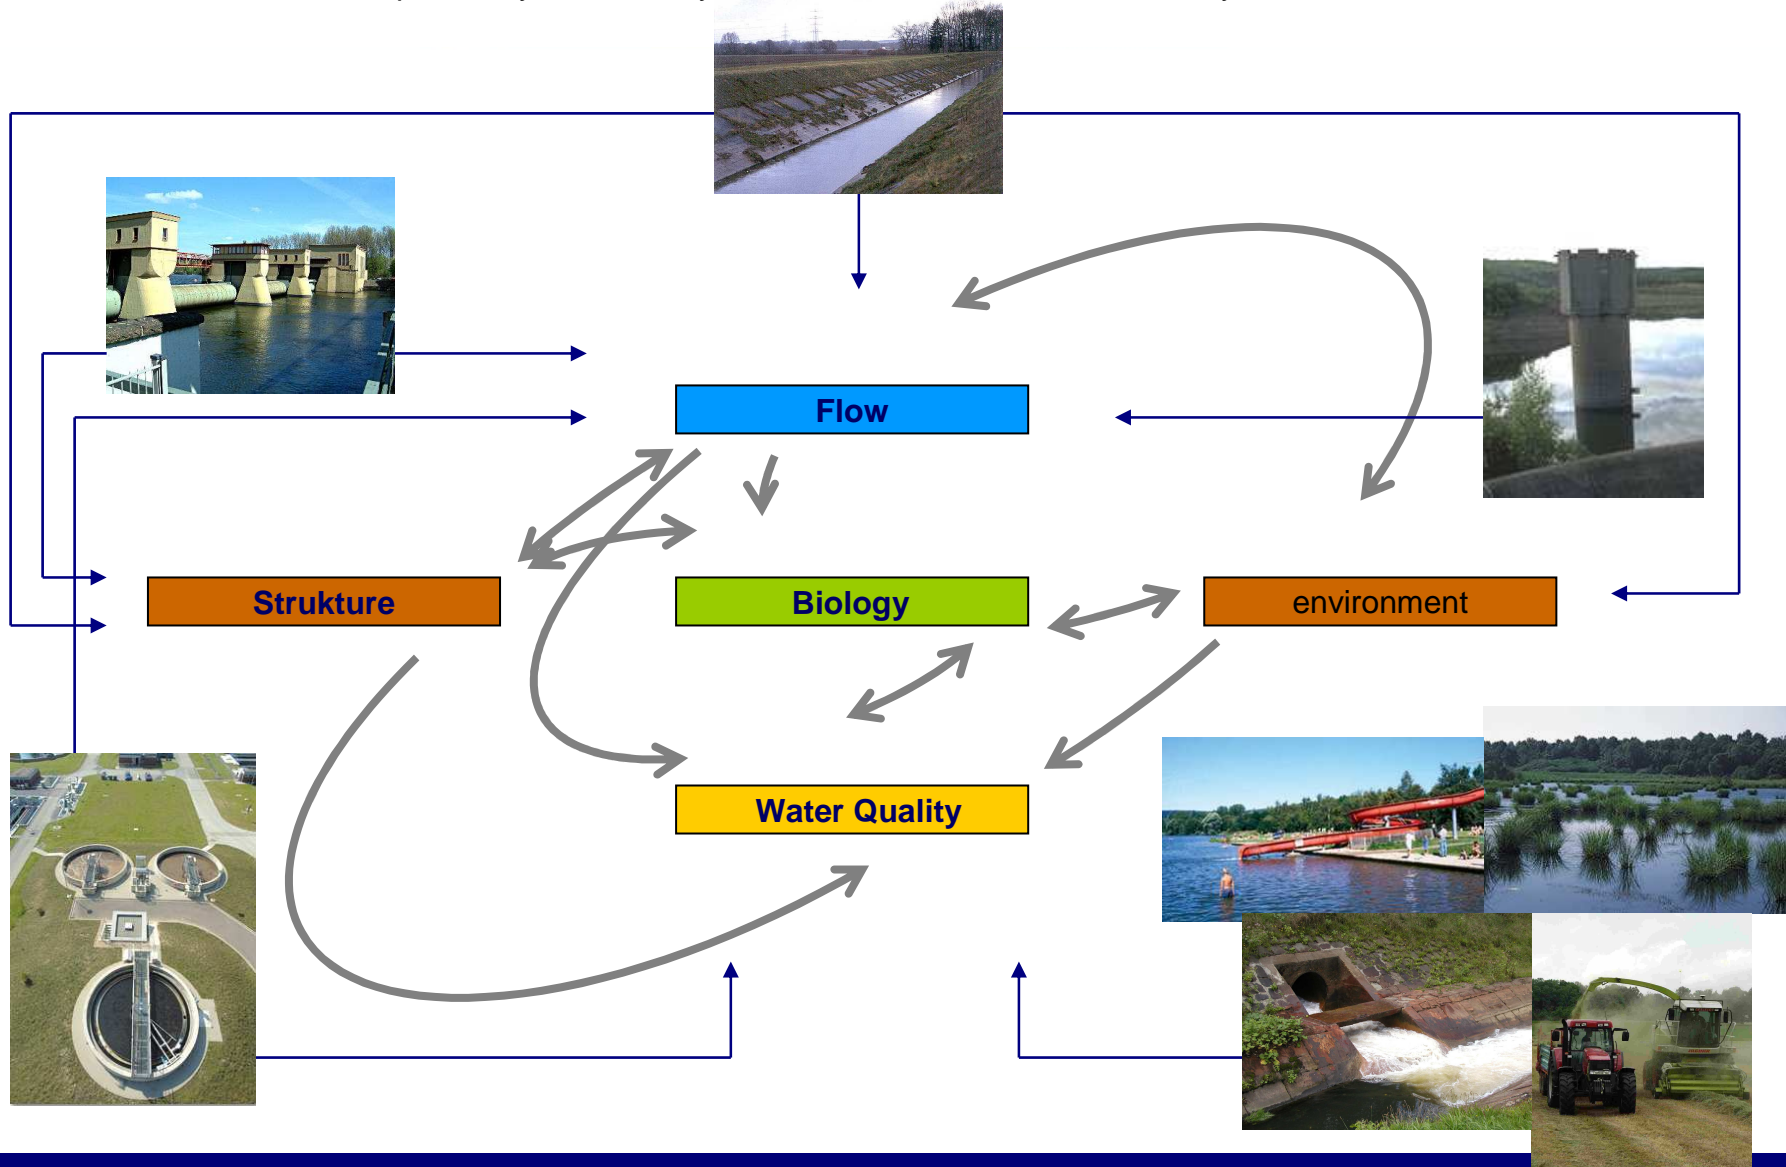 Flow
Strukture
Biology
environment
Water Quality